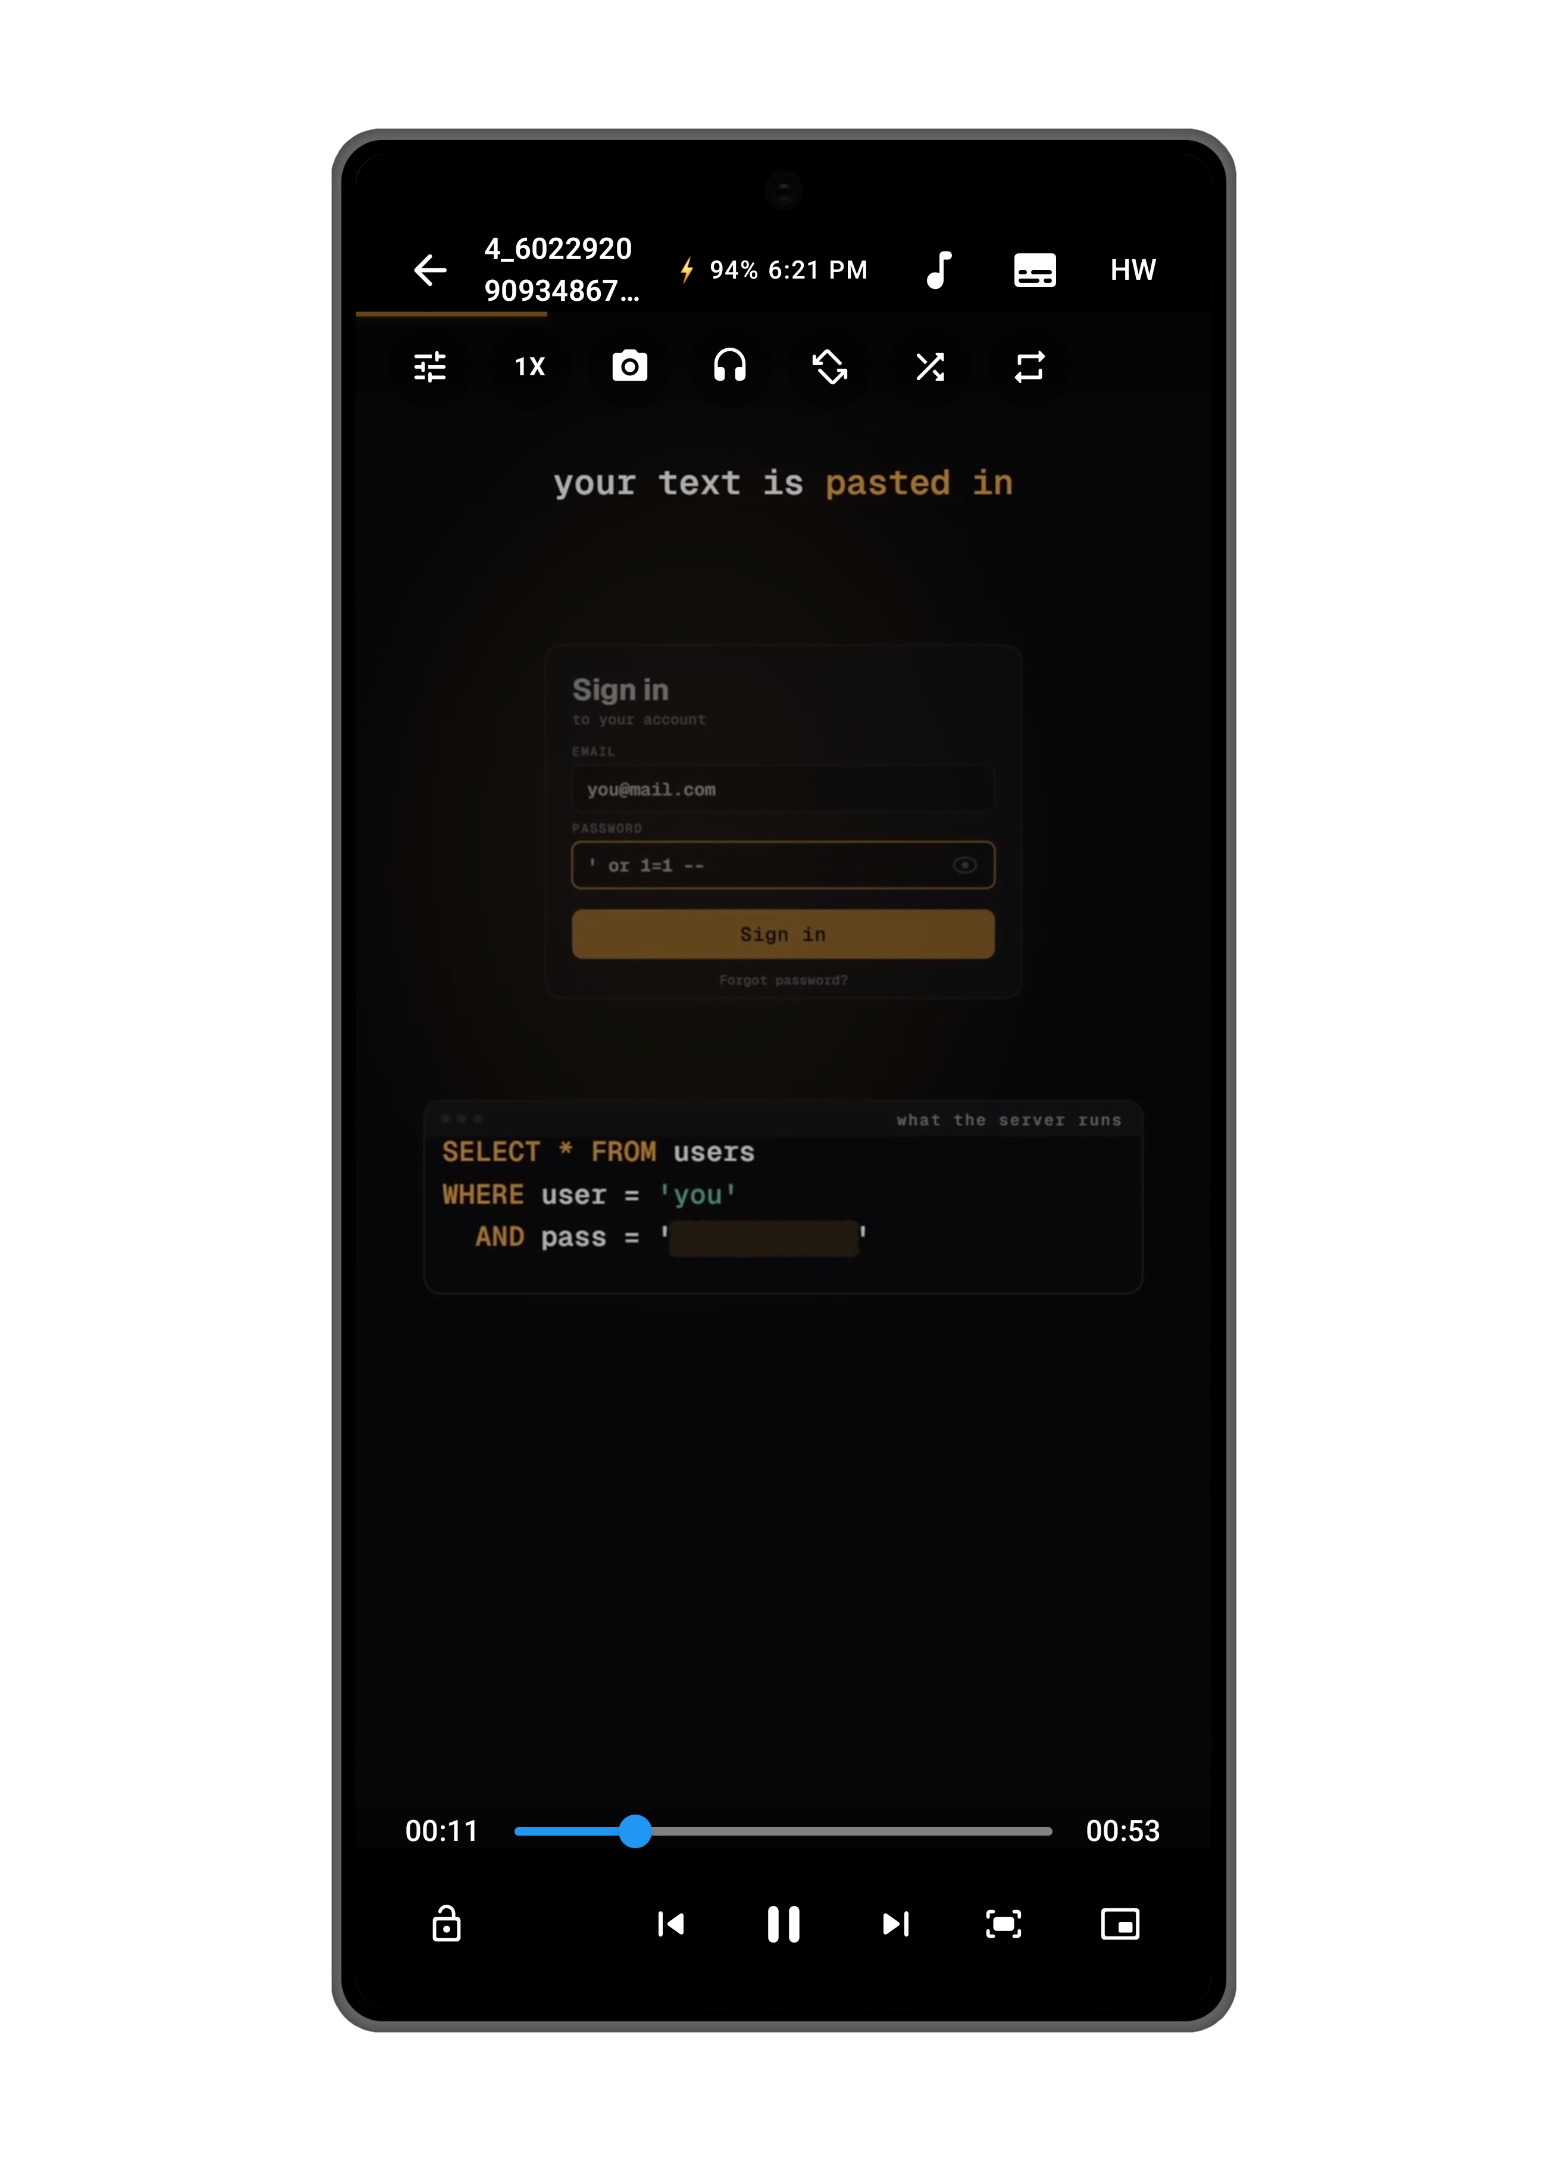 4_6022920
90934867…
⚡ 94% 6:21 PM
HW
1X
your text is pasted in
Sign in
to your account
EMAIL
you@mail.com
PASSWORD
' or 1=1 --
Sign in
Forgot password?
what the server runs
SELECT * FROM users
WHERE user = 'you'
AND pass = ' '
00:11
00:53